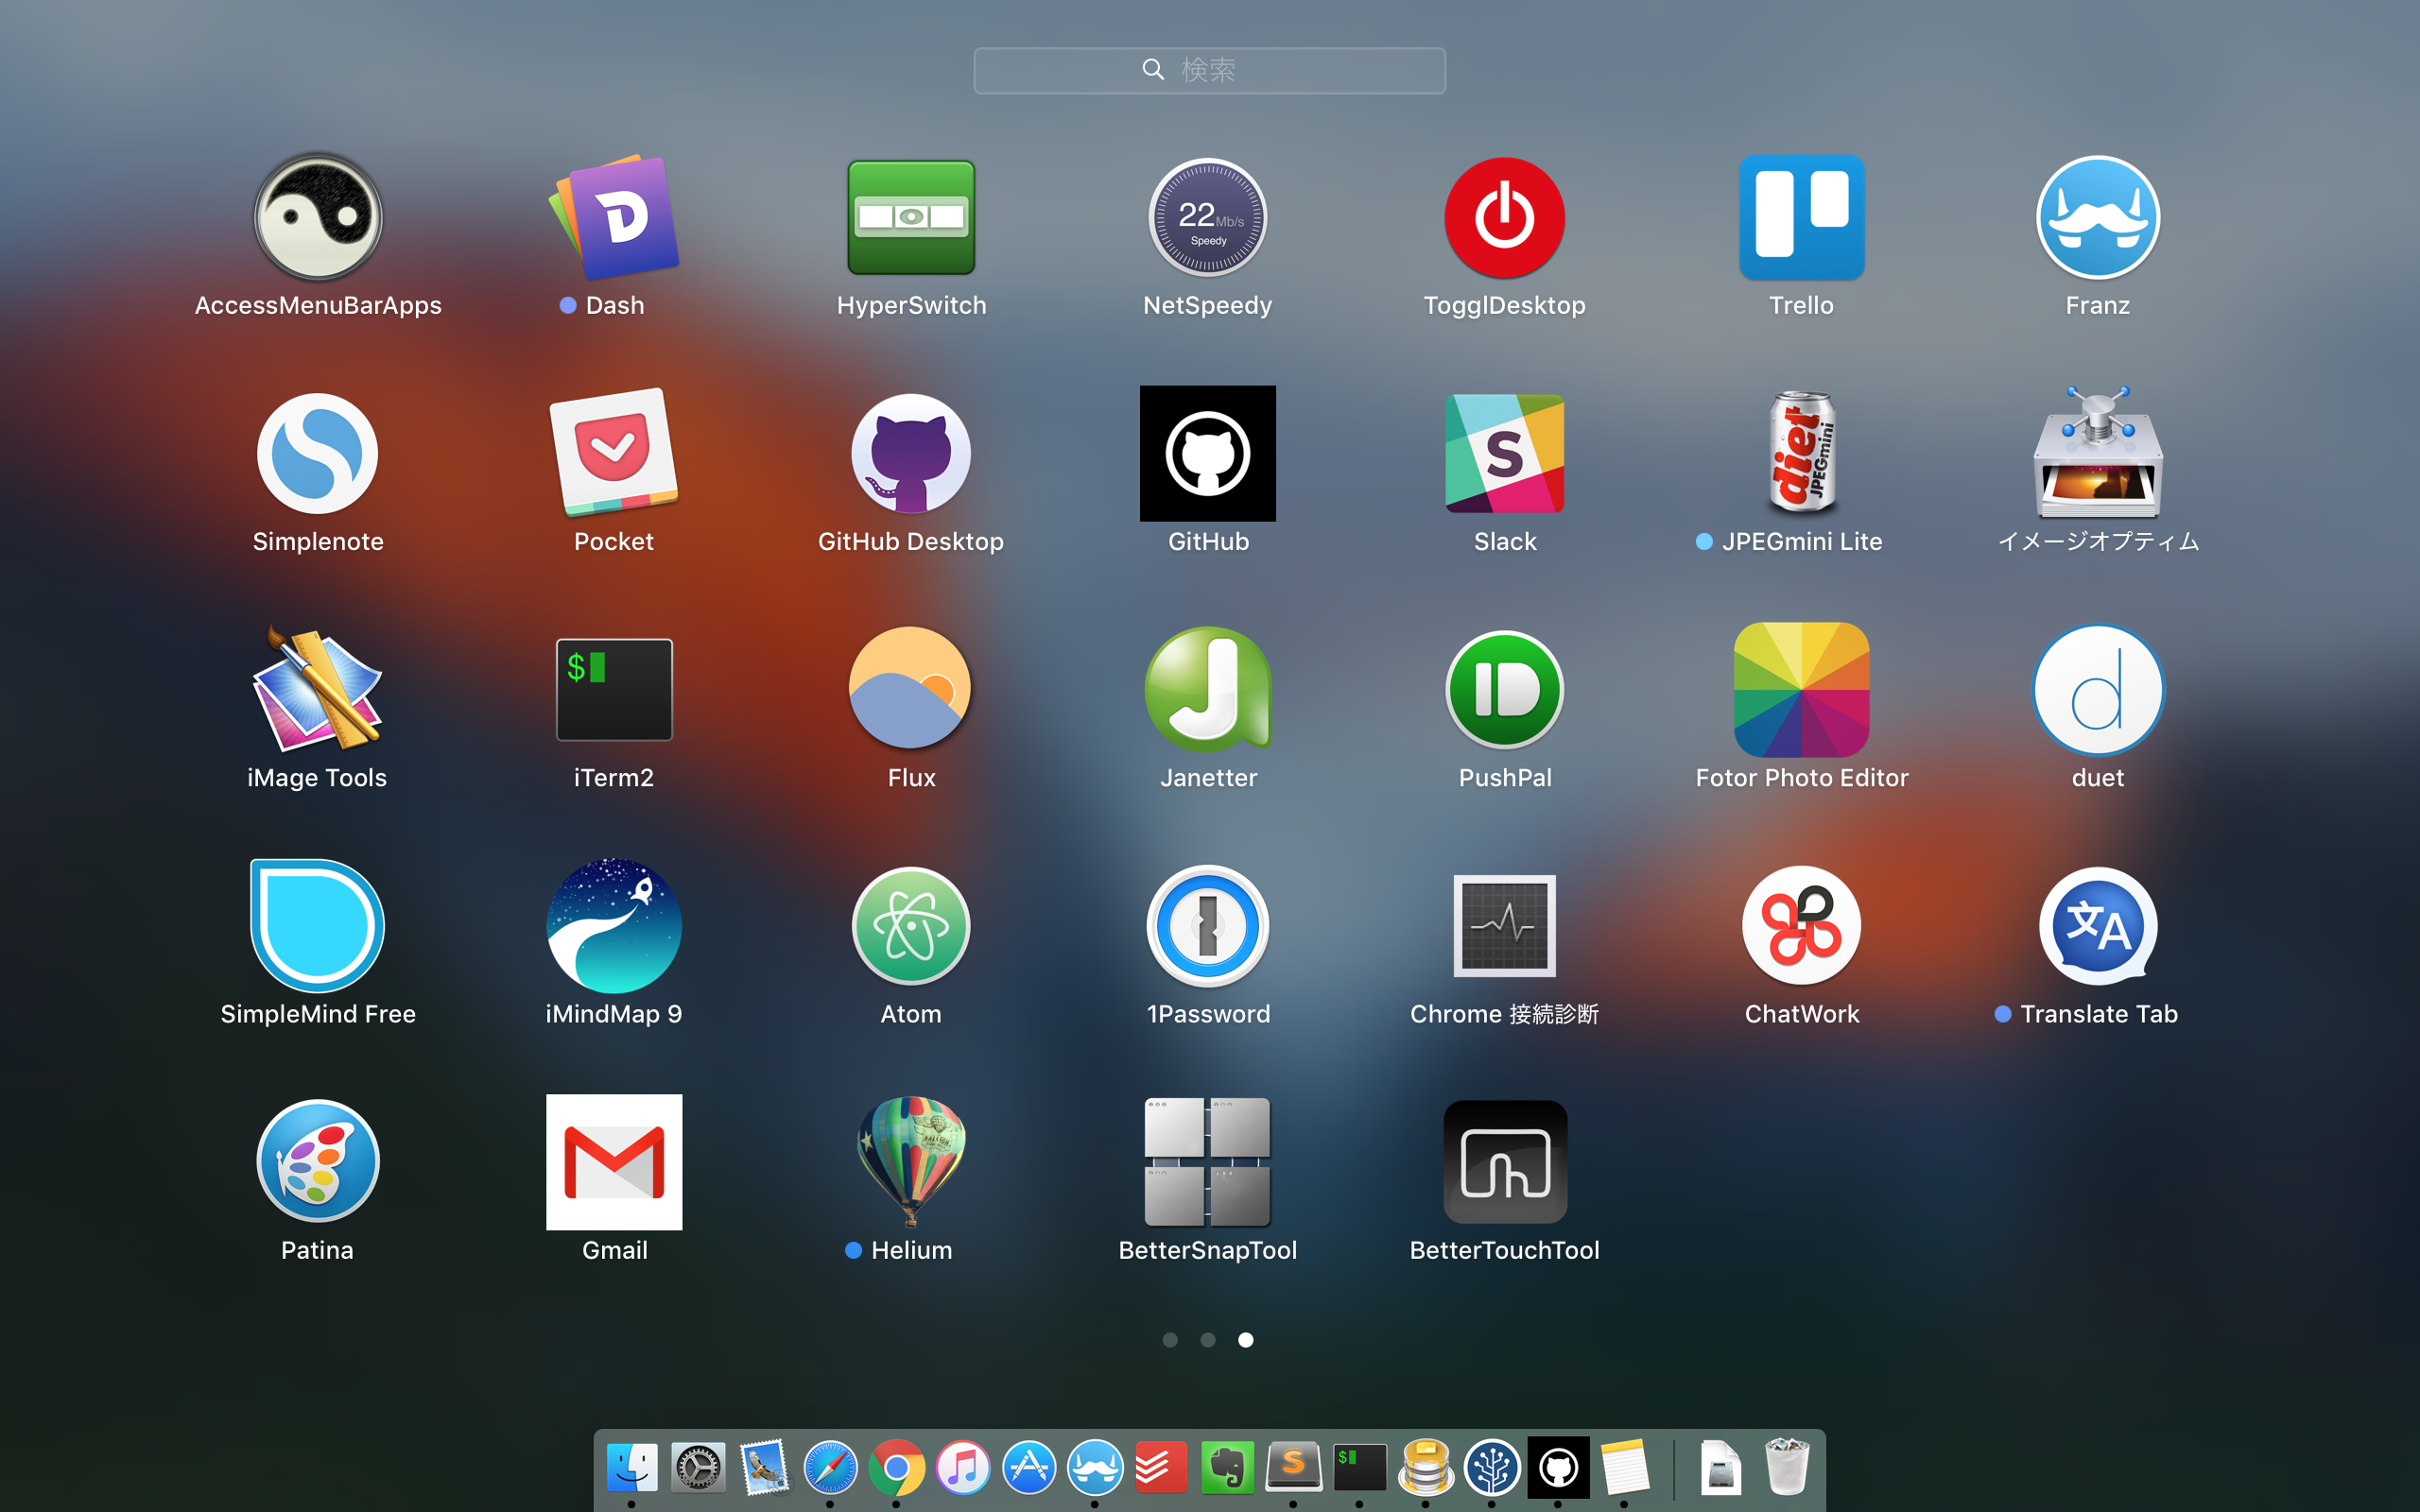 検索
22 Mb/s
Speedy
AccessMenuBarApps
Dash
HyperSwitch
NetSpeedy
TogglDesktop
Trello
Franz
diet
JPEGmini
Simplenote
Pocket
GitHub Desktop
GitHub
Slack
JPEGmini Lite
イメージオプティム
$
iMage Tools
iTerm2
Flux
Janetter
PushPal
Fotor Photo Editor
duet
文A
SimpleMind Free
iMindMap 9
Atom
1Password
Chrome 接続診断
ChatWork
Translate Tab
Patina
Gmail
Helium
BetterSnapTool
BetterTouchTool
$